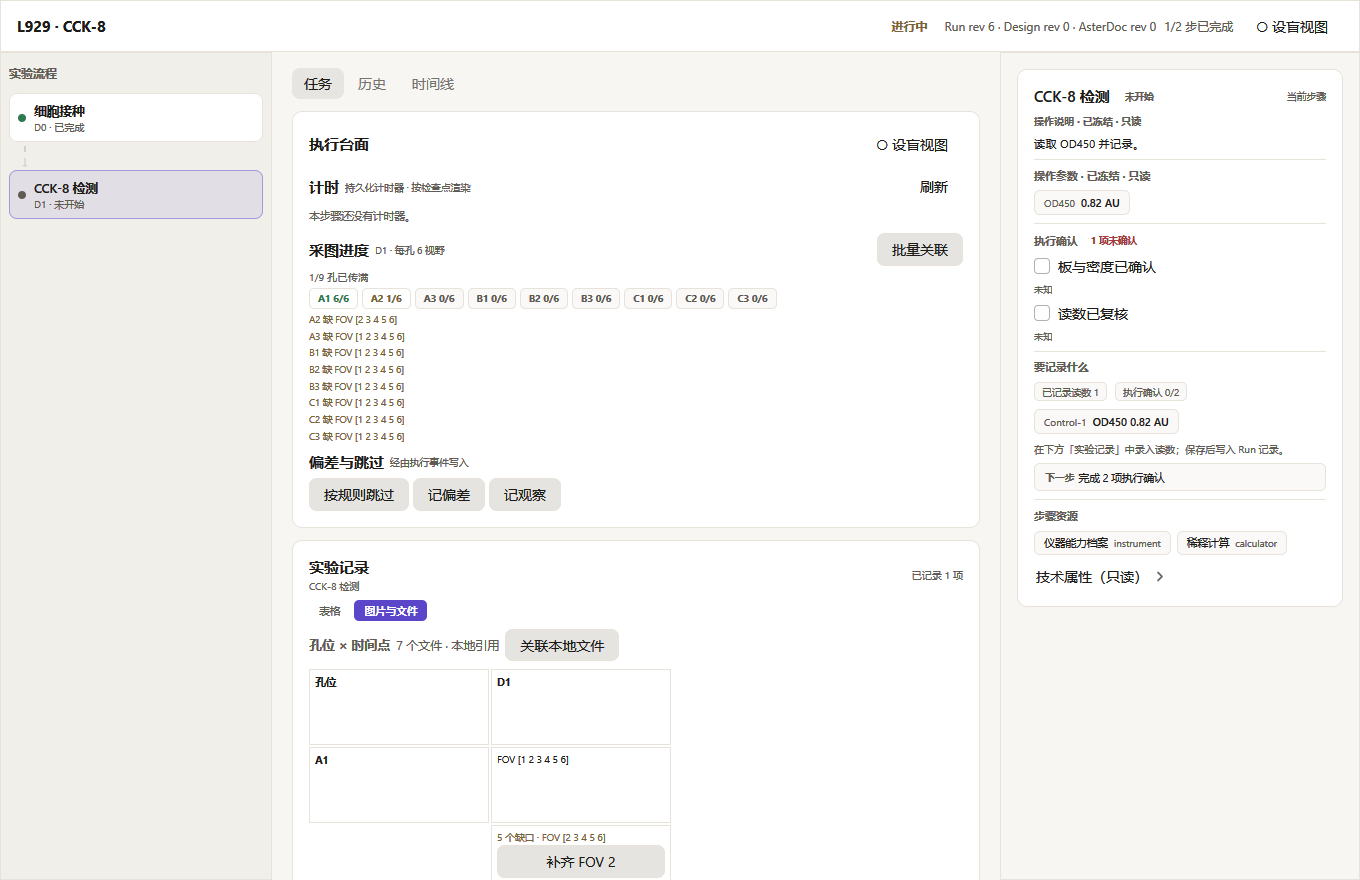 L929 · CCK-8
进行中 Run rev 6 · Design rev 0 · AsterDoc rev 0 1/2 步已完成 设盲视图
实验流程
细胞接种
D0 · 已完成
CCK-8 检测
D1 · 未开始
任务 历史 时间线
执行台面 设盲视图
计时 持久化计时器 · 按检查点渲染 刷新
本步骤还没有计时器。
采图进度 D1 · 每孔 6 视野 批量关联
1/9 孔已传满
A1 6/6 A2 1/6 A3 0/6 B1 0/6 B2 0/6 B3 0/6 C1 0/6 C2 0/6 C3 0/6
A2 缺 FOV [2 3 4 5 6]
A3 缺 FOV [1 2 3 4 5 6]
B1 缺 FOV [1 2 3 4 5 6]
B2 缺 FOV [1 2 3 4 5 6]
B3 缺 FOV [1 2 3 4 5 6]
C1 缺 FOV [1 2 3 4 5 6]
C2 缺 FOV [1 2 3 4 5 6]
C3 缺 FOV [1 2 3 4 5 6]
偏差与跳过 经由执行事件写入
按规则跳过 记偏差 记观察
实验记录
CCK-8 检测
已记录 1 项
表格 图片与文件
孔位 × 时间点 7 个文件 · 本地引用 关联本地文件
孔位 D1
A1 FOV [1 2 3 4 5 6]
5 个缺口 · FOV [2 3 4 5 6]
补齐 FOV 2
CCK-8 检测 未开始 当前步骤
操作说明 · 已冻结 · 只读
读取 OD450 并记录。
操作参数 · 已冻结 · 只读
OD450 0.82 AU
执行确认 1 项未确认
板与密度已确认
未知
读数已复核
未知
要记录什么
已记录读数 1 执行确认 0/2
Control-1 OD450 0.82 AU
在下方「实验记录」中录入读数；保存后写入 Run 记录。
下一步 完成 2 项执行确认
步骤资源
仪器能力档案 instrument 稀释计算 calculator
技术属性（只读）